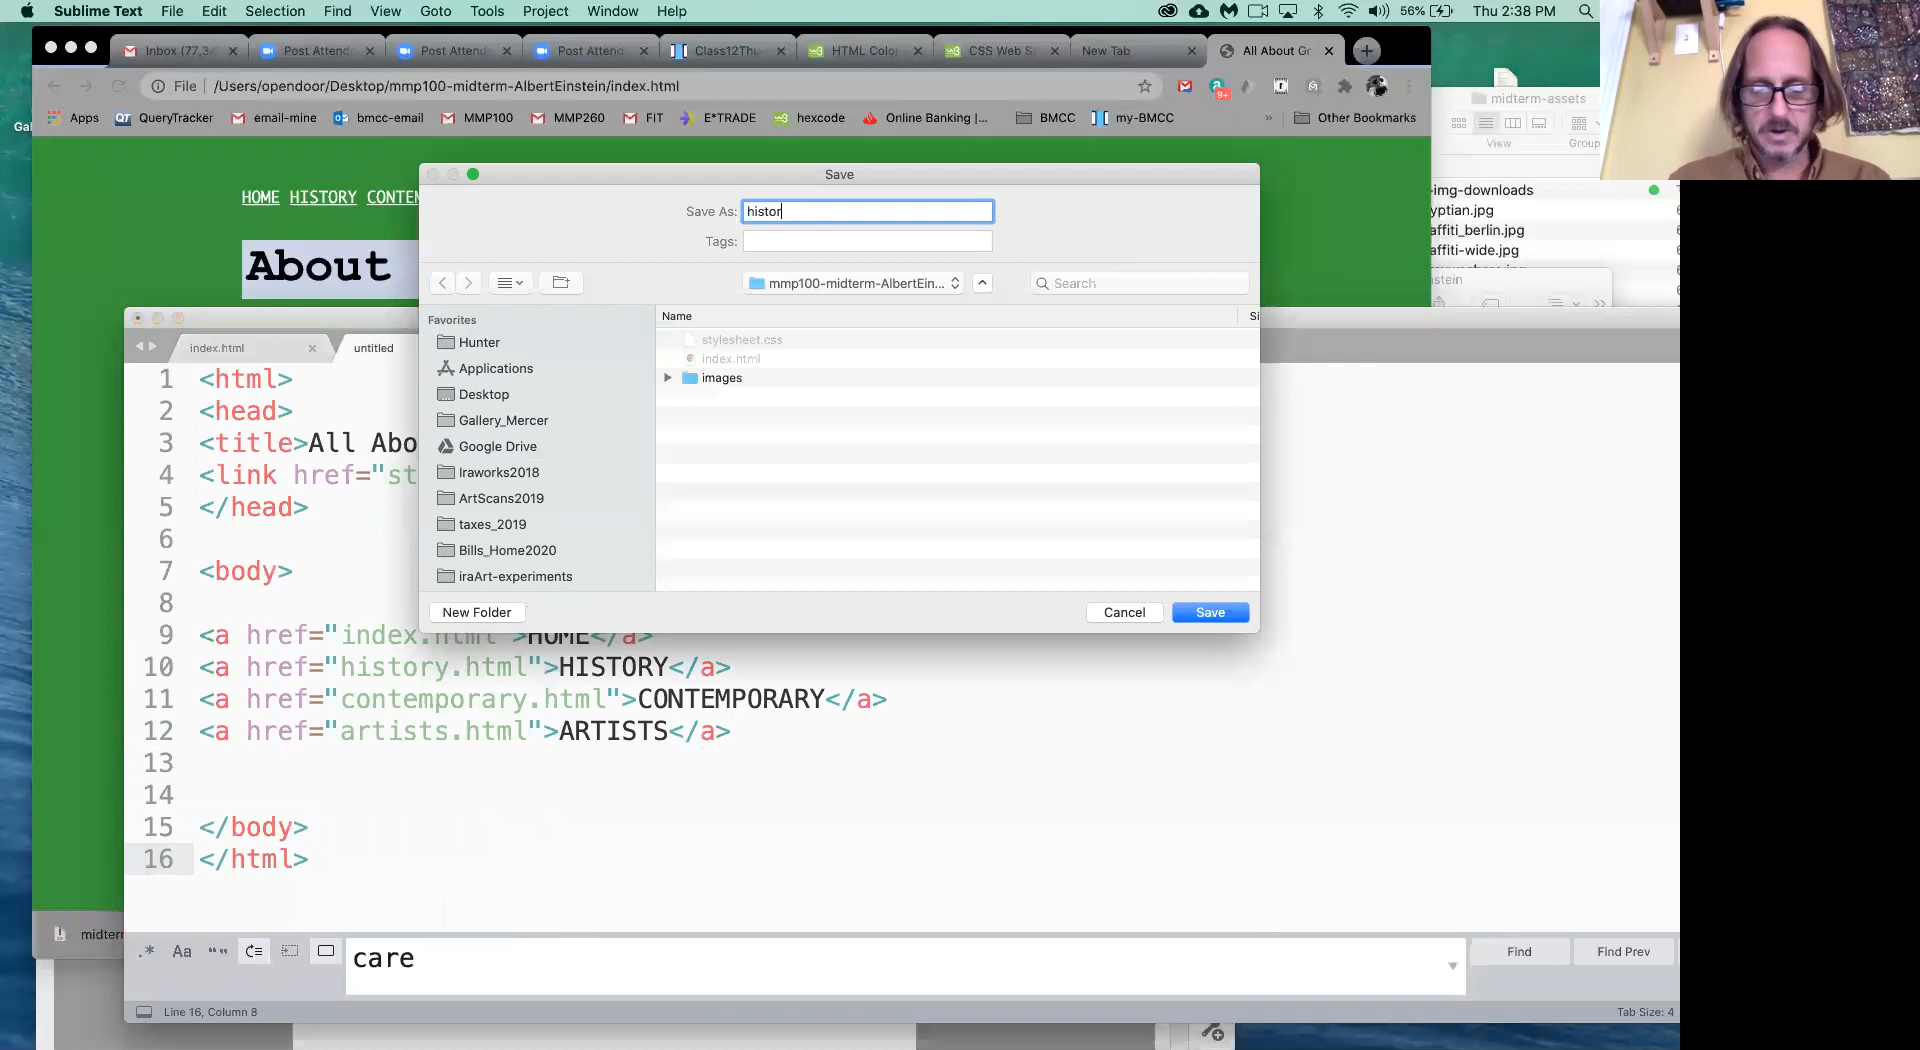 Sublime Text File Edit Selection Find View Goto Tools Project Window Help 56% Thu 2:38 PM
Inbox (77,3 Post Attend Post Attend Post Attend Class12Thu HTML Colo CSS Web S New Tab All About Gr
File /Users/opendoor/Desktop/mmp100-midterm-AlbertEinstein/index.html 9+
Apps QueryTracker email-mine bmcc-email MMP100 MMP260 FIT E*TRADE hexcode Online Banking |... BMCC my-BMCC » Other Bookmarks
midterm-assets
View Group
-img-downloads
yptian.jpg
affiti_berlin.jpg
affiti-wide.jpg
HOME HISTORY CONTEM
About
Save
Save As: histor
Tags:
mmp100-midterm-AlbertEin... Search
Favorites
Hunter
Applications
Desktop
Gallery_Mercer
Google Drive
Iraworks2018
ArtScans2019
taxes_2019
Bills_Home2020
iraArt-experiments
Name Si
stylesheet.css
index.html
images
New Folder Cancel Save
index.html untitled
1 <html>
2 <head>
3 <title>All Abo
4 <link href="st
5 </head>
6
7 <body>
8
9 <a href="index.html">HOME</a>
10 <a href="history.html">HISTORY</a>
11 <a href="contemporary.html">CONTEMPORARY</a>
12 <a href="artists.html">ARTISTS</a>
13
14
15 </body>
16 </html>
midterm
.* Aa “” care Find Find Prev
Line 16, Column 8 Tab Size: 4